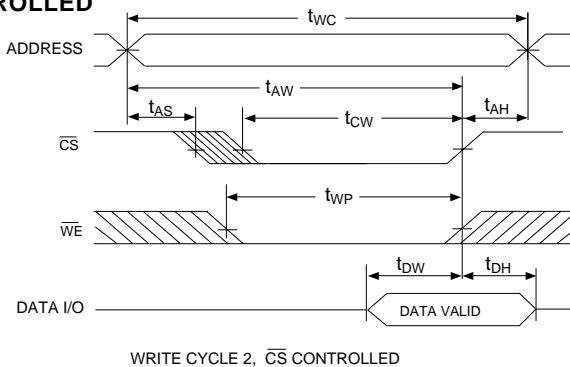 ROLLED
tWC
ADDRESS
tAW
tAS
tCW
tAH
CS
tWP
WE
tDW
tDH
DATA I/O
DATA VALID
WRITE CYCLE 2, CS CONTROLLED